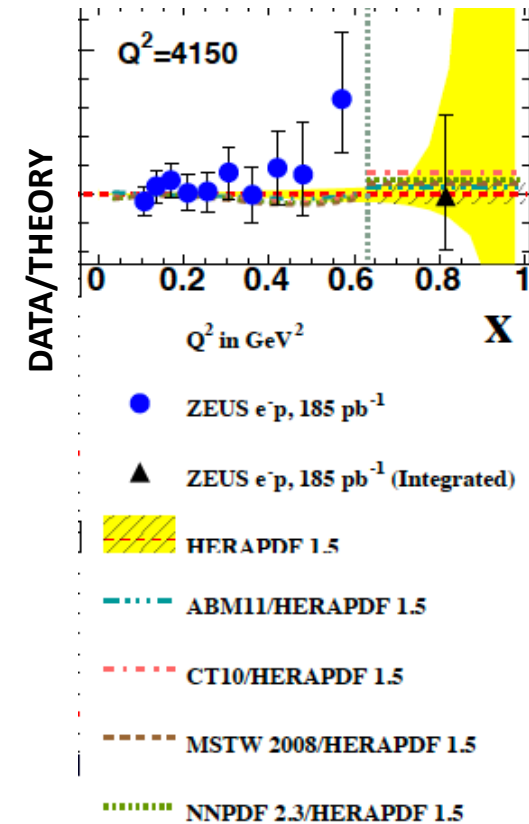 Q²=4150
DATA/THEORY
0 0.2 0.4 0.6 0.8 1
X
Q² in GeV²
ZEUS e⁻p, 185 pb⁻¹
ZEUS e⁻p, 185 pb⁻¹ (Integrated)
HERAPDF 1.5
ABM11/HERAPDF 1.5
CT10/HERAPDF 1.5
MSTW 2008/HERAPDF 1.5
NNPDF 2.3/HERAPDF 1.5